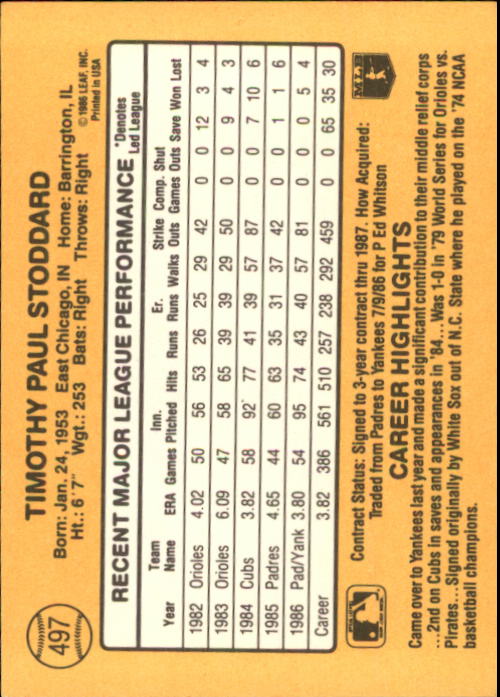 497
TIMOTHY PAUL STODDARD
Born: Jan. 24, 1953 East Chicago, IN Home: Barrington, IL
Ht.: 6'7" Wgt.: 253 Bats: Right Throws: Right
©1986 LEAF, INC.
Printed in USA
RECENT MAJOR LEAGUE PERFORMANCE
*Denotes
Led League
Year Team Name ERA Games Inn. Pitched Hits Runs Er. Runs Walks Strike Outs Comp. Games Shut Outs Save Won Lost
1982 Orioles 4.02 50 56 53 26 25 29 42 0 0 12 3 4
1983 Orioles 6.09 47 58 65 39 39 29 50 0 0 9 4 3
1984 Cubs 3.82 58 92 77 41 39 57 87 0 0 7 10 6
1985 Padres 4.65 44 60 63 35 31 37 42 0 0 1 1 6
1986 Pad/Yank 3.80 54 95 74 43 40 57 81 0 0 0 5 4
Career 3.82 386 561 510 257 238 292 459 0 0 65 35 30
Contract Status: Signed to 3-year contract thru 1987. How Acquired:
Traded from Padres to Yankees 7/9/86 for P Ed Whitson
MLB
CAREER HIGHLIGHTS
Came over to Yankees last year and made a significant contribution to their middle relief corps
...2nd on Cubs in saves and appearances in '84...Was 1-0 in '79 World Series for Orioles vs.
Pirates...Signed originally by White Sox out of N.C. State where he played on the '74 NCAA
basketball champions.